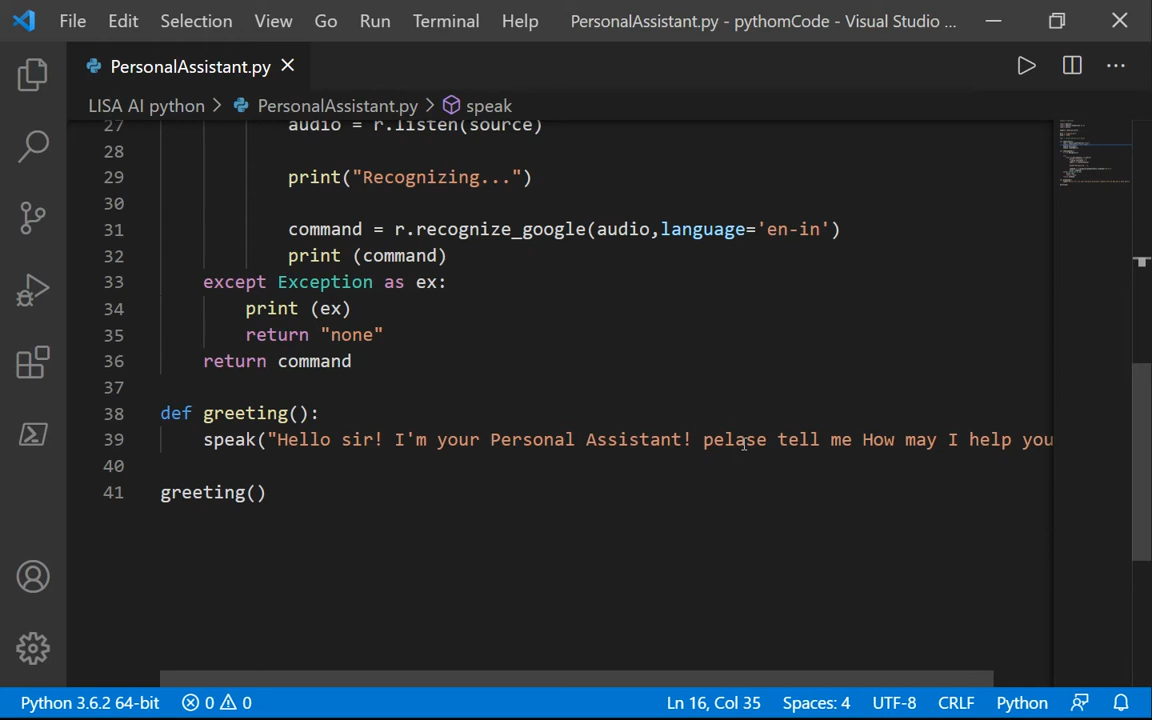 File Edit Selection View Go Run Terminal Help PersonalAssistant.py - pythomCode - Visual Studio ...
PersonalAssistant.py
LISA AI python > PersonalAssistant.py > speak
27 audio = r.listen(source)
28
29 print("Recognizing...")
30
31 command = r.recognize_google(audio,language='en-in')
32 print (command)
33 except Exception as ex:
34 print (ex)
35 return "none"
36 return command
37
38 def greeting():
39 speak("Hello sir! I'm your Personal Assistant! pelase tell me How may I help you
40
41 greeting()
Python 3.6.2 64-bit 0 0 Ln 16, Col 35 Spaces: 4 UTF-8 CRLF Python